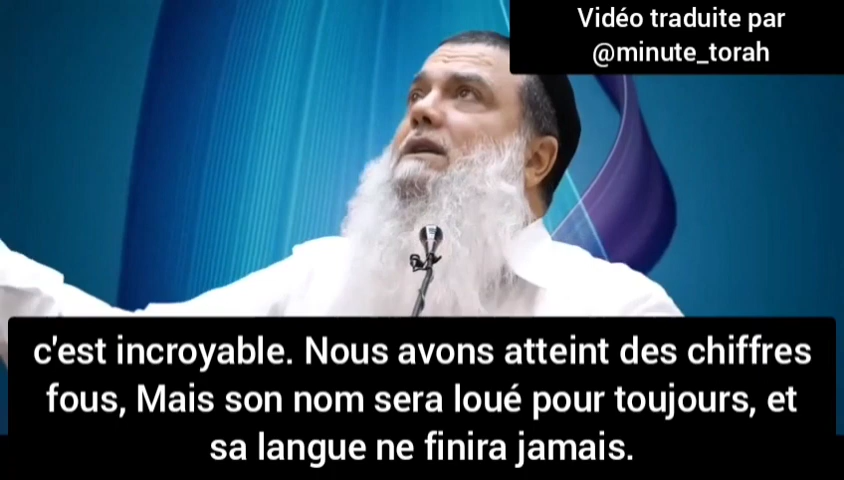 Vidéo traduite par
@minute_torah
c'est incroyable. Nous avons atteint des chiffres
fous, Mais son nom sera loué pour toujours, et
sa langue ne finira jamais.